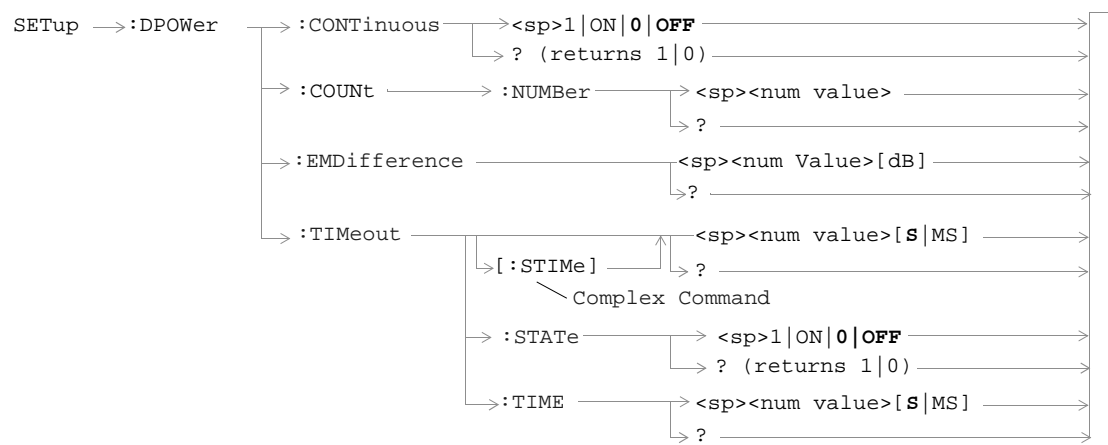 SETup :DPOWer :CONTinuous <sp>1|ON|0|OFF
? (returns 1|0)
:COUNt :NUMBer <sp><num value>
?
:EMDifference <sp><num Value>[dB]
?
:TIMeout <sp><num value>[S|MS]
[:STIMe] ?
Complex Command
:STATe <sp>1|ON|0|OFF
? (returns 1|0)
:TIME <sp><num value>[S|MS]
?